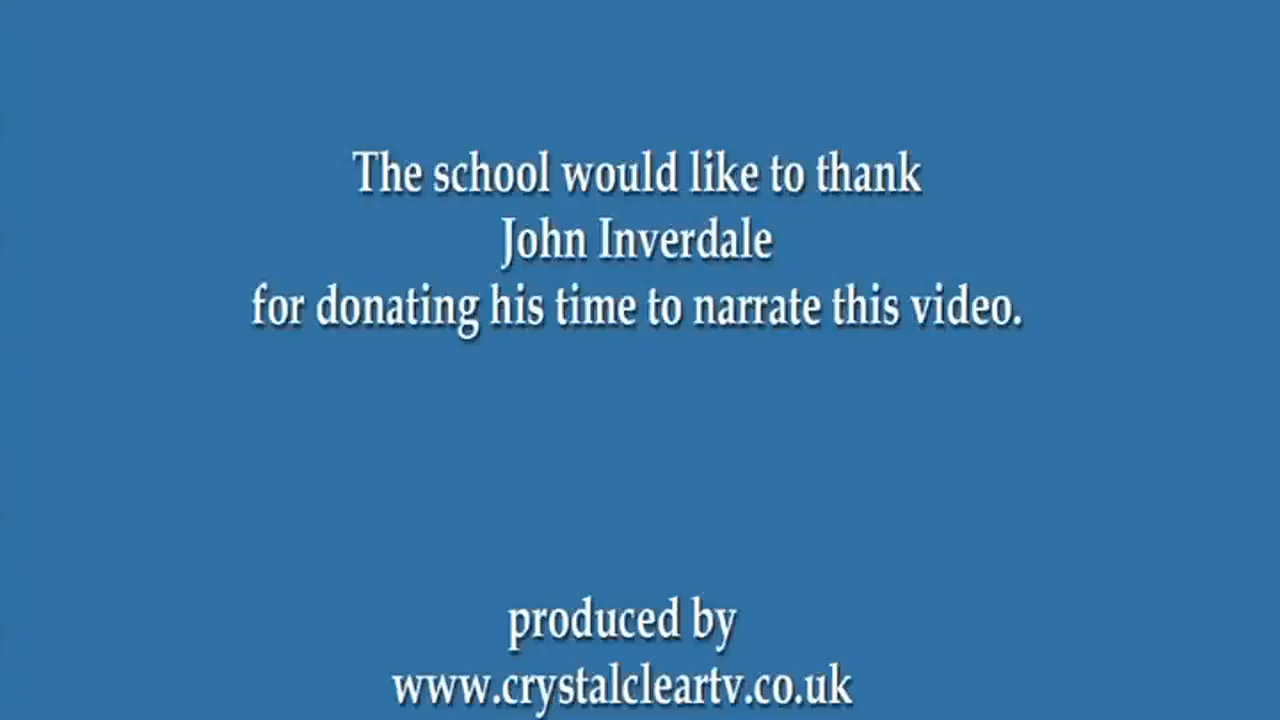 The school would like to thank
John Inverdale
for donating his time to narrate this video.
produced by
www.crystalcleartv.co.uk